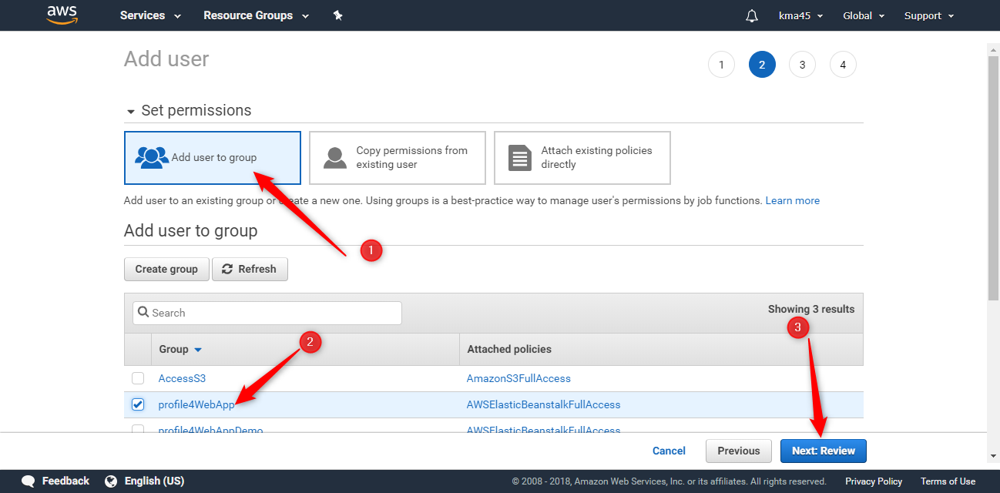 aws Services Resource Groups kma45 Global Support
Add user
1 2 3 4
Set permissions
Add user to group
Copy permissions from
existing user
Attach existing policies
directly
Add user to an existing group or create a new one. Using groups is a best-practice way to manage user's permissions by job functions. Learn more
Add user to group
1
Create group Refresh
Search
Showing 3 results
3
2
Group Attached policies
AccessS3 AmazonS3FullAccess
profile4WebApp AWSElasticBeanstalkFullAccess
profile4WebAppDemo AWSElasticBeanstalkFullAccess
Cancel Previous Next: Review
Feedback English (US) © 2008 - 2018, Amazon Web Services, Inc. or its affiliates. All rights reserved. Privacy Policy Terms of Use